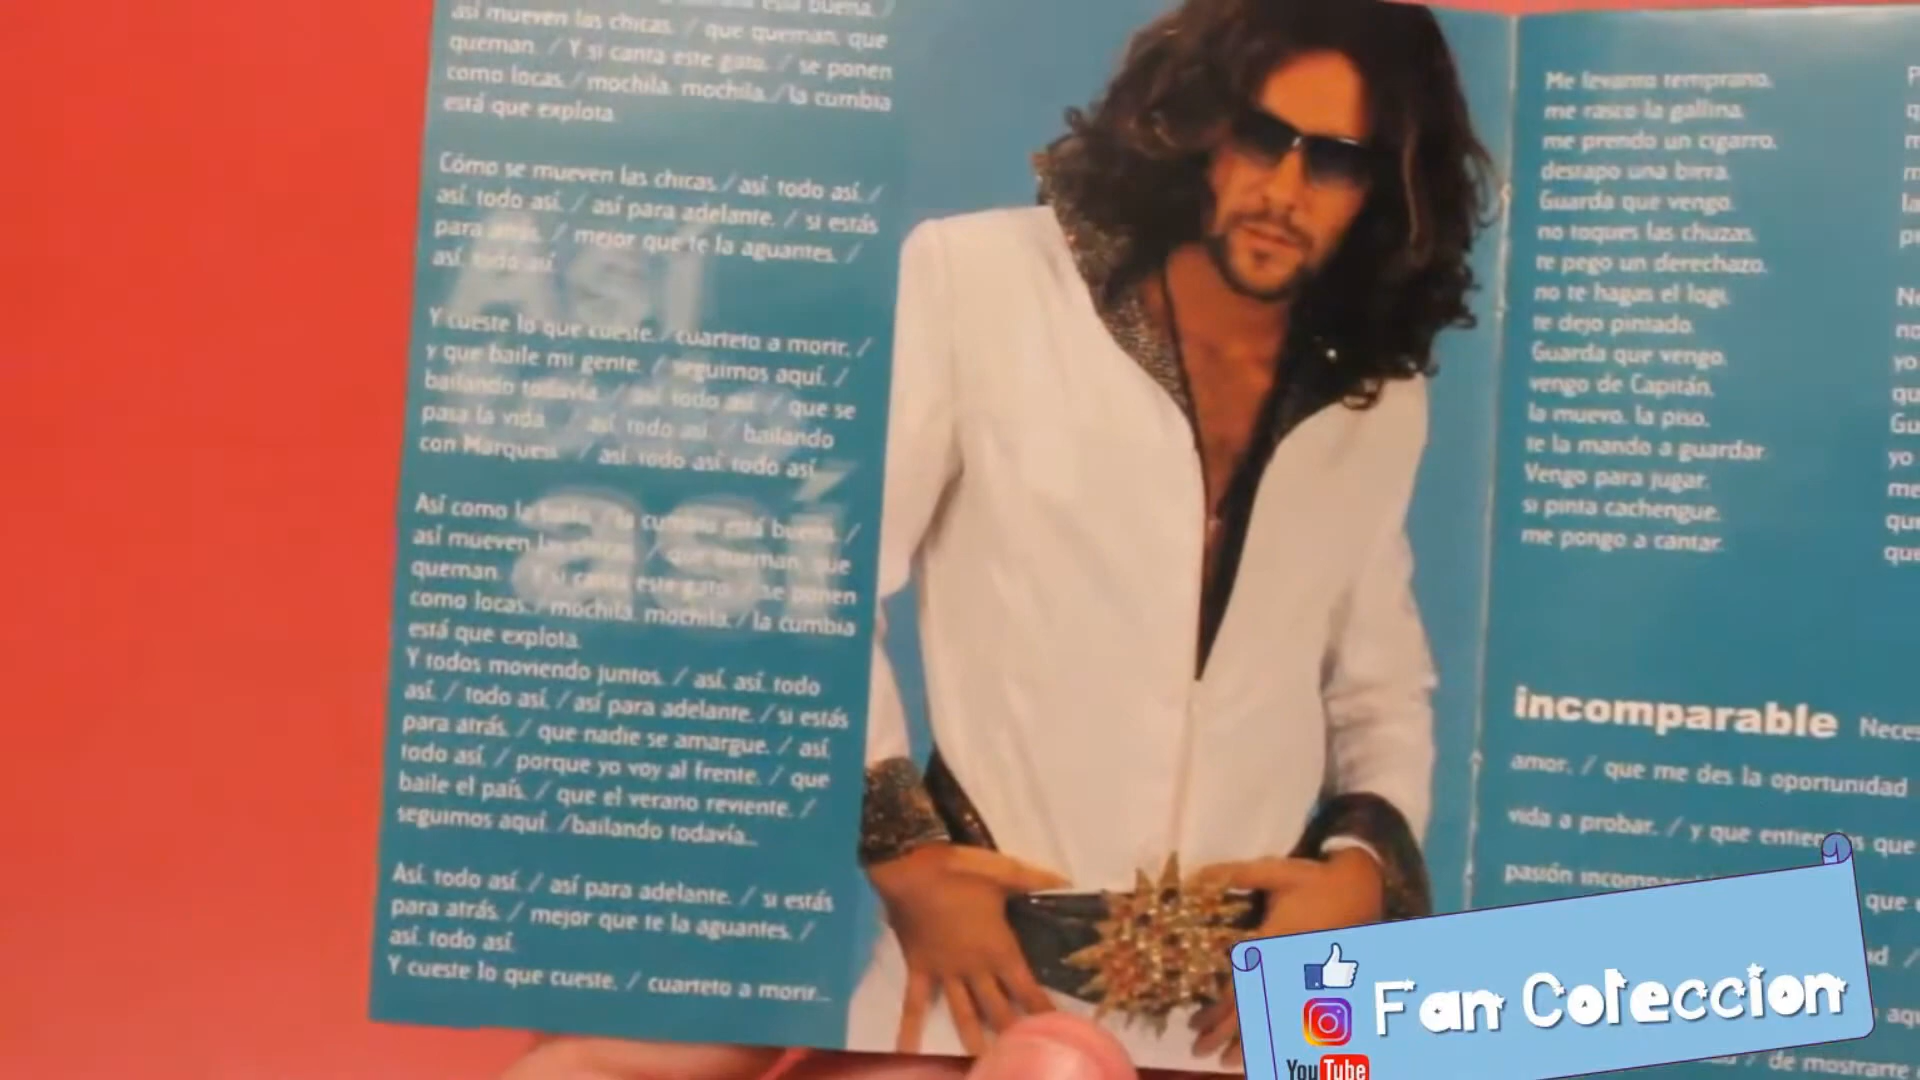 está buena. /
así mueven las chicas. / que queman, que
queman. / Y si canta este gato. / se ponen
como locas. / mochila, mochila. / la cumbia
está que explota.
Cómo se mueven las chicas. / así, todo así. /
así, todo así. / así para adelante. / si estás
para atrás. / mejor que te la aguantes. /
así, todo así.
Y cueste lo que cueste. / cuarteto a morir. /
y que baile mi gente. / seguimos aquí. /
bailando todavía. / así, todo así. / que se
pasa la vida. / así, todo así. / bailando
con Marquess. / así, todo así, todo así.
Así
así
Así como la / la cumbia está buena. /
así mueven las chicas. / que queman, que
queman. / Y si canta este gato. / se ponen
como locas. / mochila, mochila. / la cumbia
está que explota.
Y todos moviendo juntos. / así, así, todo
así. / todo así. / así para adelante. / si estás
para atrás. / que nadie se amargue. / así,
todo así. / porque yo voy al frente. / que
baile el país. / que el verano reviente. /
seguimos aquí. /bailando todavía...
Así, todo así. / así para adelante. / si estás
para atrás. / mejor que te la aguantes. /
así, todo así.
Y cueste lo que cueste. / cuarteto a morir...
Me levanto temprano,
me rasco la gallina,
me prendo un cigarro,
destapo una birra.
Guarda que vengo,
no toques las chuzas,
te pego un derechazo,
no te hagas el logi,
te dejo pintado.
Guarda que vengo,
vengo de Capitán,
la muevo, la piso,
te la mando a guardar.
Vengo para jugar,
si pinta cachengue,
me pongo a cantar.
incomparable
amor. / que me des la oportunidad
vida a probar. / y que que
pasión que
/ de mostrarte
Fan Coleccion
YouTube